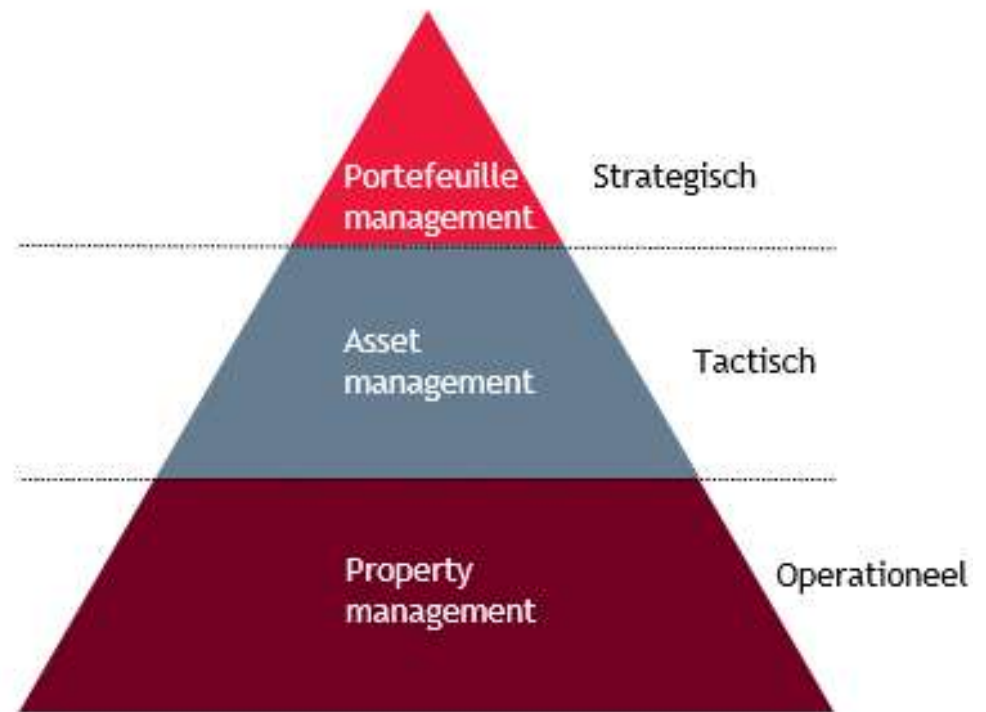 Portefeuille
management
Strategisch
Asset
management
Tactisch
Property
management
Operationeel